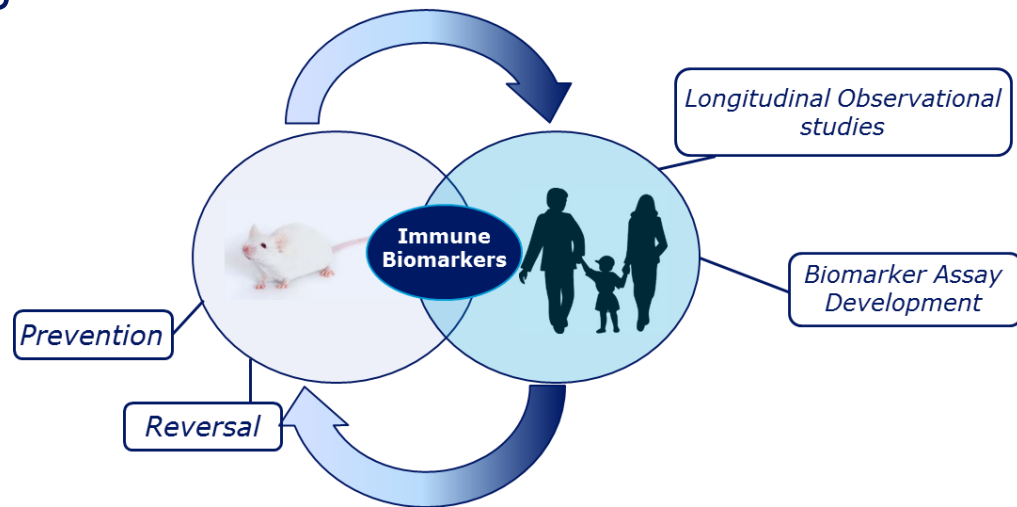 Longitudinal Observational
studies
Immune
Biomarkers
Biomarker Assay
Development
Prevention
Reversal